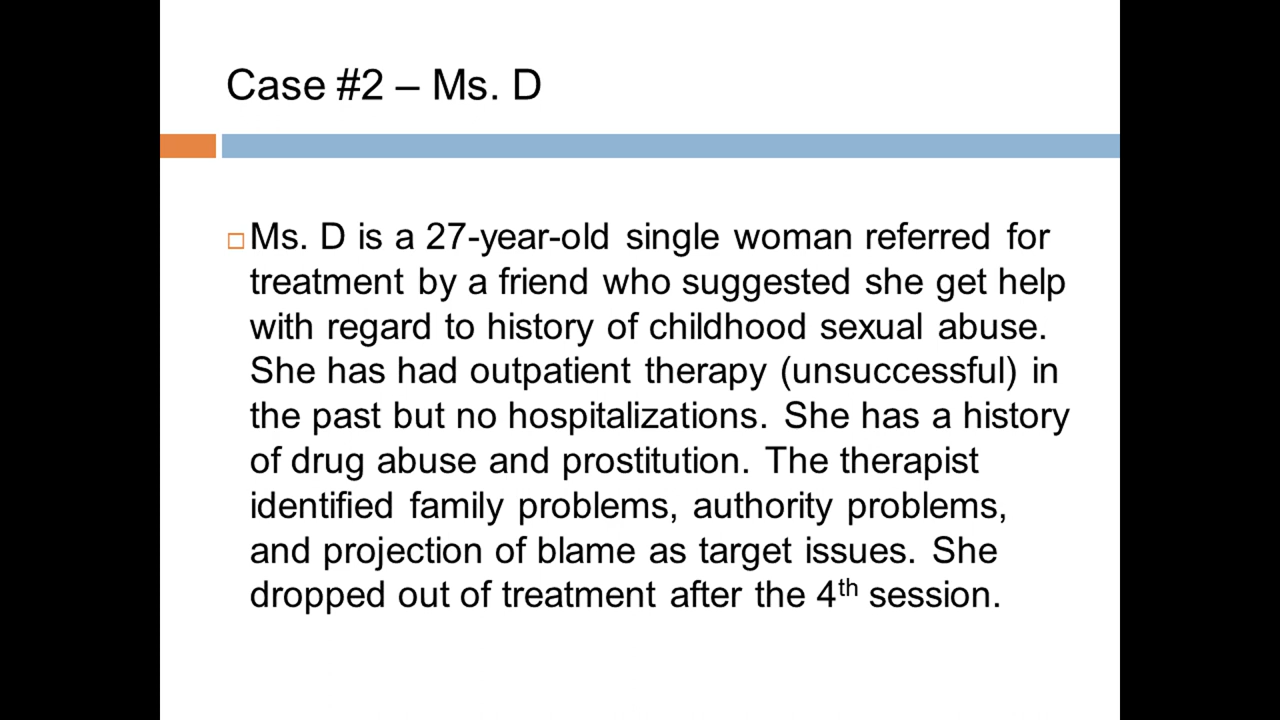 Case #2 – Ms. D
Ms. D is a 27-year-old single woman referred for
treatment by a friend who suggested she get help
with regard to history of childhood sexual abuse.
She has had outpatient therapy (unsuccessful) in
the past but no hospitalizations. She has a history
of drug abuse and prostitution. The therapist
identified family problems, authority problems,
and projection of blame as target issues. She
dropped out of treatment after the 4th session.